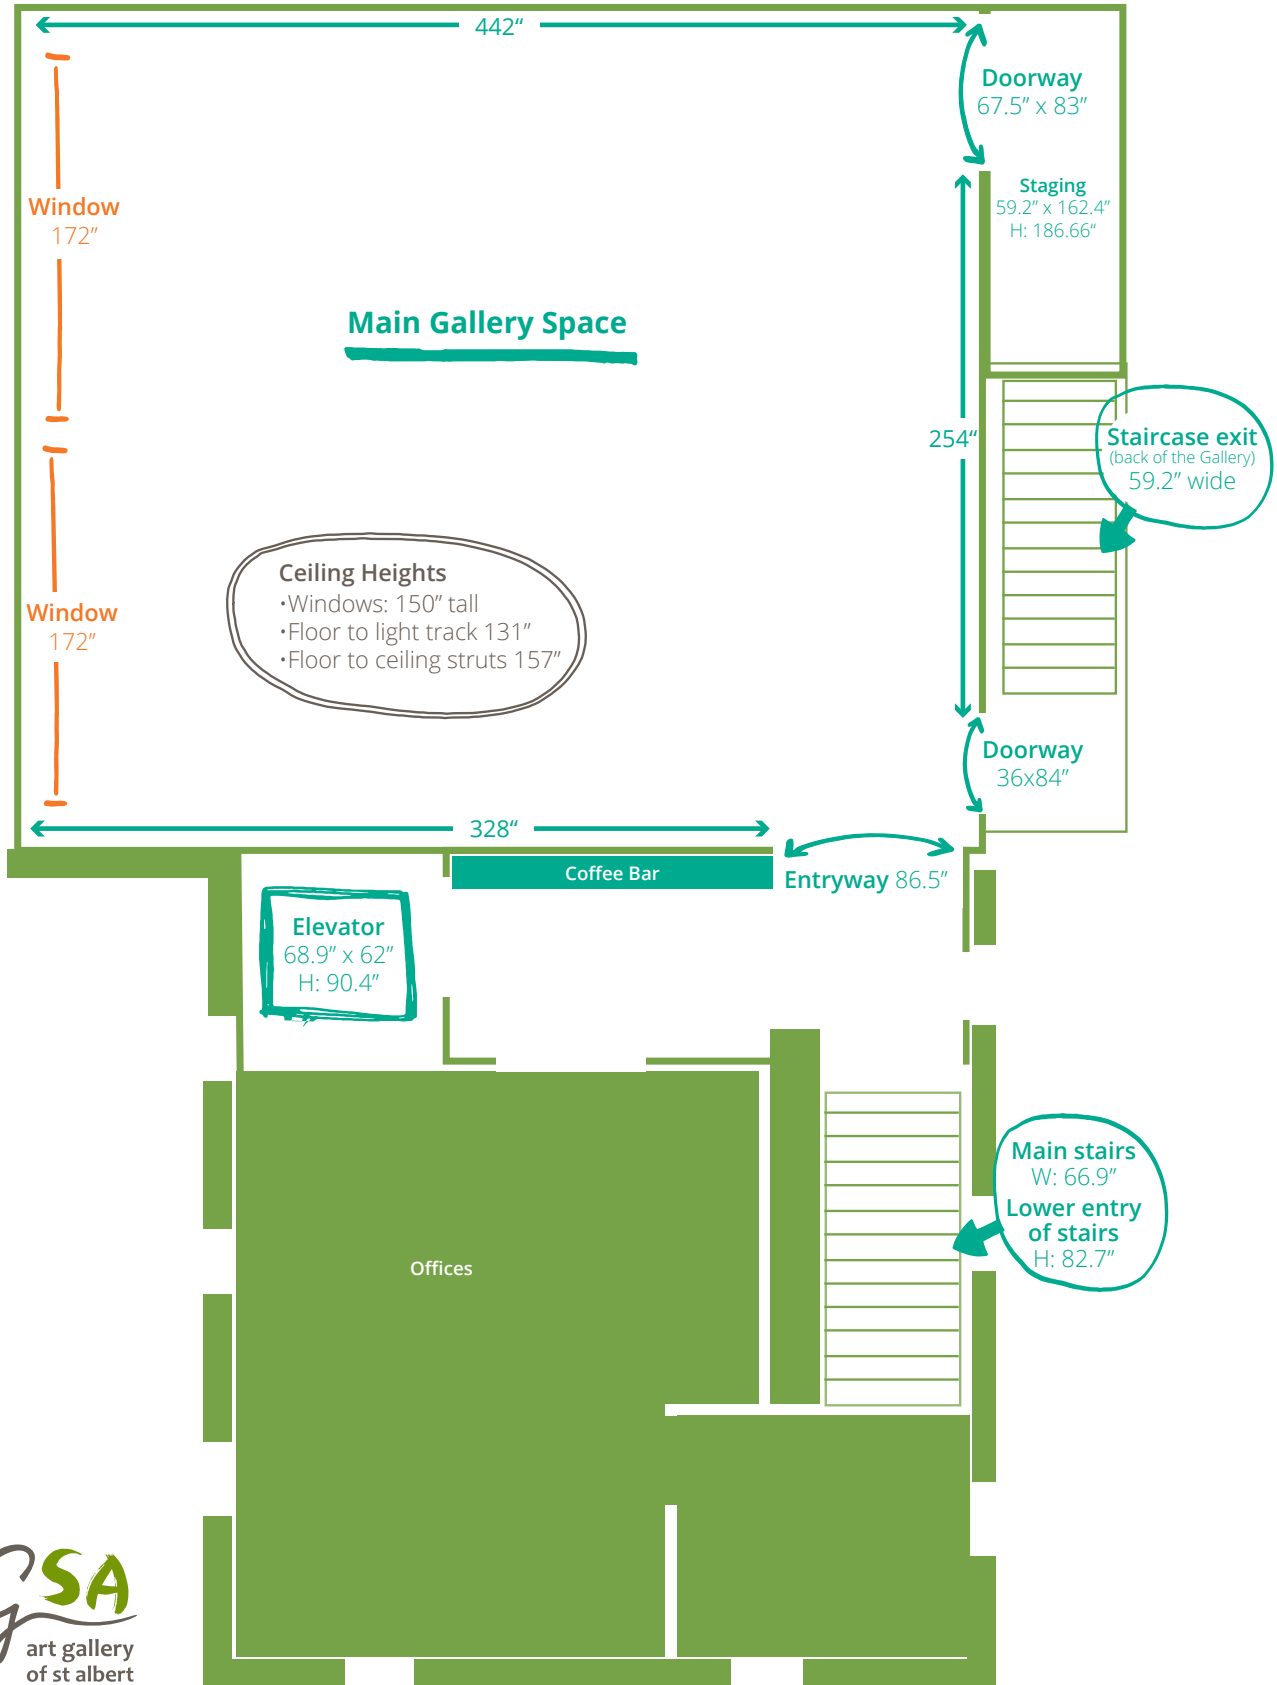 442“
Doorway
67.5” x 83”
Staging
59.2” x 162.4”
H: 186.66“
Window
172”
Main Gallery Space
254“
Staircase exit
(back of the Gallery)
59.2” wide
Ceiling Heights
•Windows: 150” tall
•Floor to light track 131”
•Floor to ceiling struts 157”
Window
172”
Doorway
36x84”
328“
Coffee Bar
Entryway 86.5”
Elevator
68.9” x 62”
H: 90.4”
Main stairs
W: 66.9”
Lower entry
of stairs
H: 82.7”
Offices
GSA
art gallery
of st albert